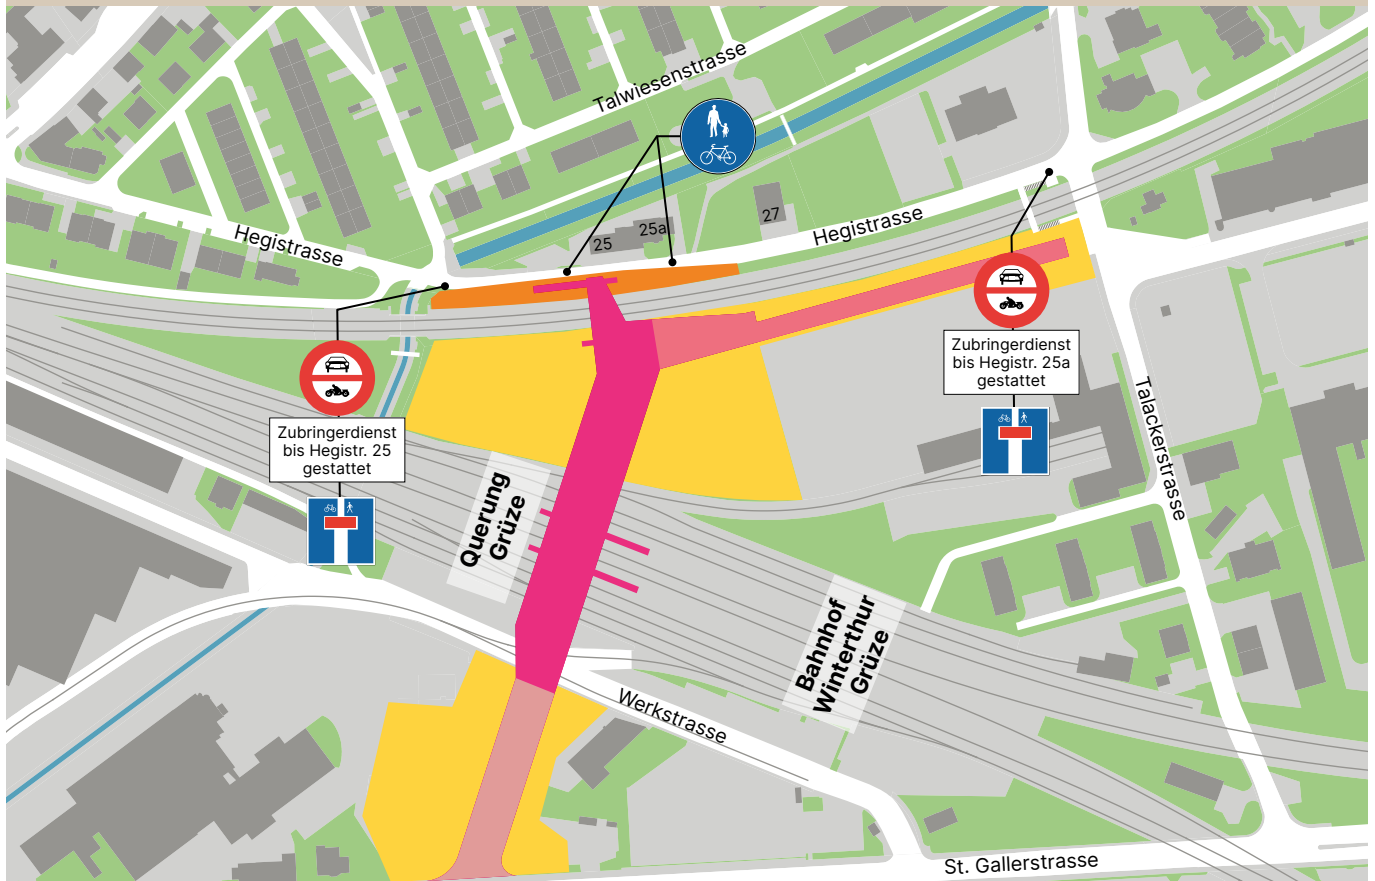 Talwiesenstrasse
25a
27
25
Hegistrasse
Hegistrasse
Zubringerdienst
bis Hegistr. 25a
gestattet
Zubringerdienst
bis Hegistr. 25
gestattet
Talackerstrasse
Querung
Grüze
Bahnhof
Winterthur
Grüze
Werkstrasse
St. Gallerstrasse